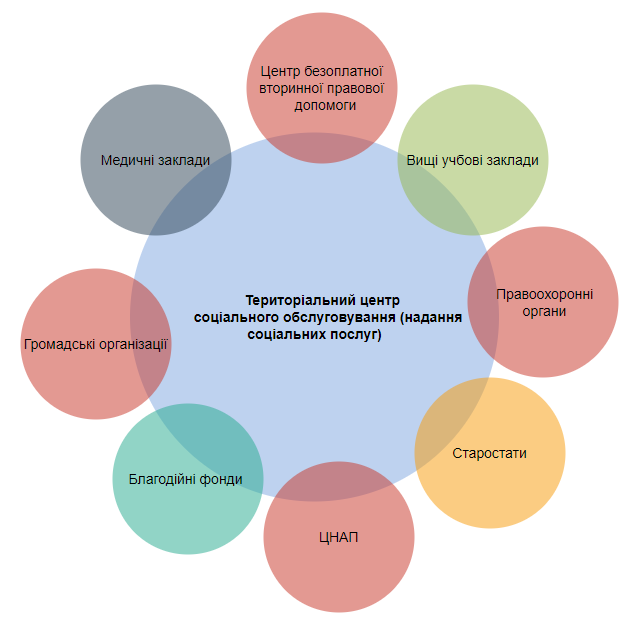 Центр безоплатної
вторинної правової
допомоги
Медичні заклади
Вищі учбові заклади
Територіальний центр
соціального обслуговування (надання
соціальних послуг)
Правоохоронні
органи
Громадські організації
Старостати
Благодійні фонди
ЦНАП